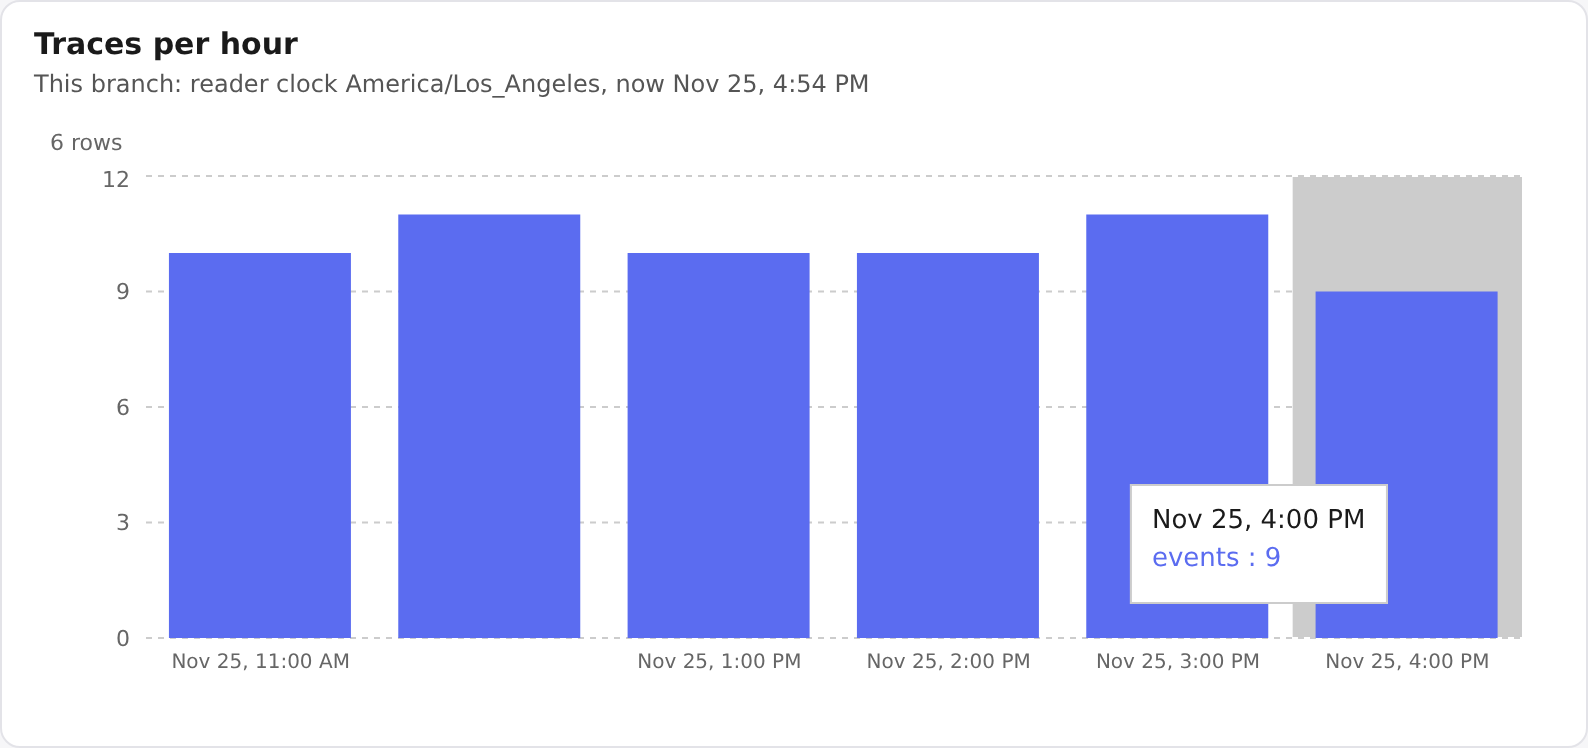 Traces per hour
This branch: reader clock America/Los_Angeles, now Nov 25, 4:54 PM
6 rows
12
9
6
3
0
Nov 25, 4:00 PM
events : 9
Nov 25, 11:00 AM
Nov 25, 1:00 PM
Nov 25, 2:00 PM
Nov 25, 3:00 PM
Nov 25, 4:00 PM